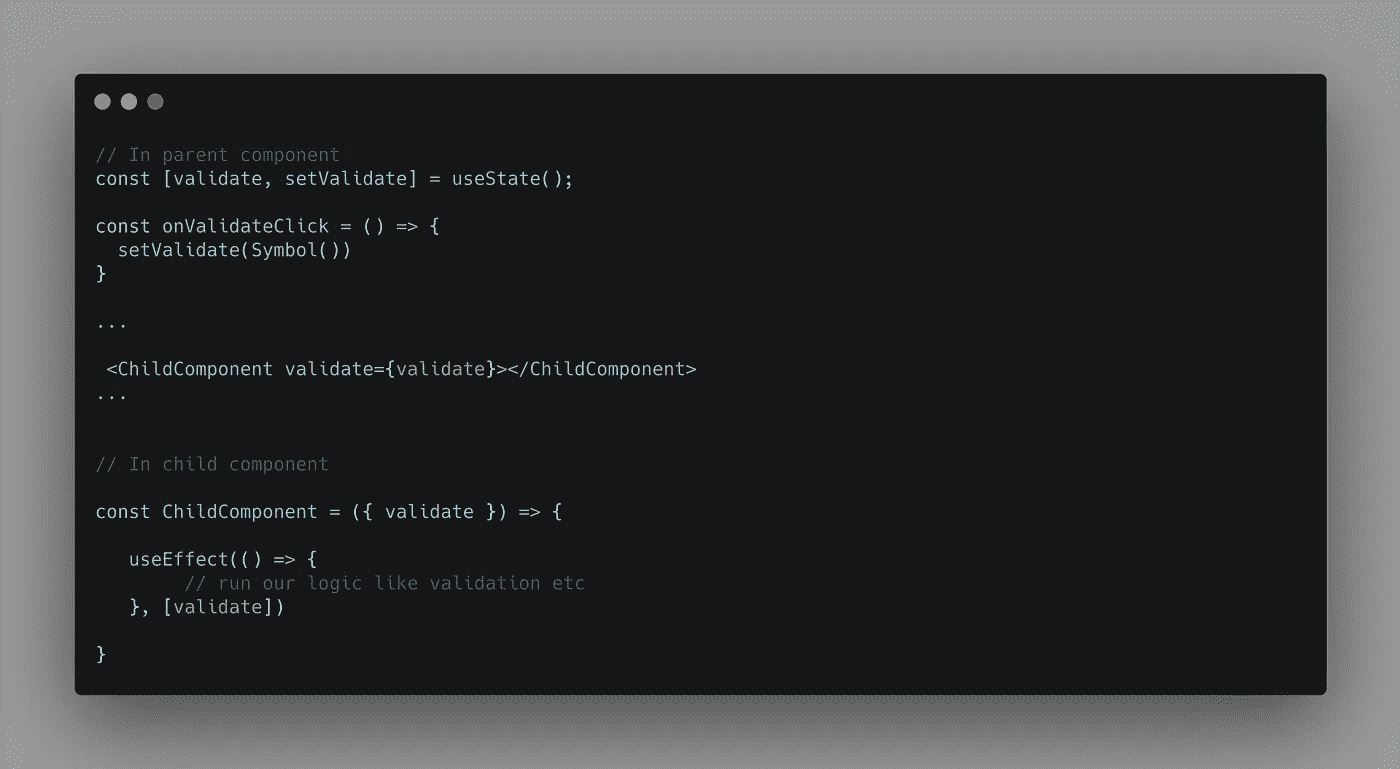 // In parent component
const [validate, setValidate] = useState();
const onValidateClick = () => {
setValidate(Symbol())
}
...
<ChildComponent validate={validate}></ChildComponent>
...
// In child component
const ChildComponent = ({ validate }) => {
useEffect(() => {
// run our logic like validation etc
}, [validate])
}